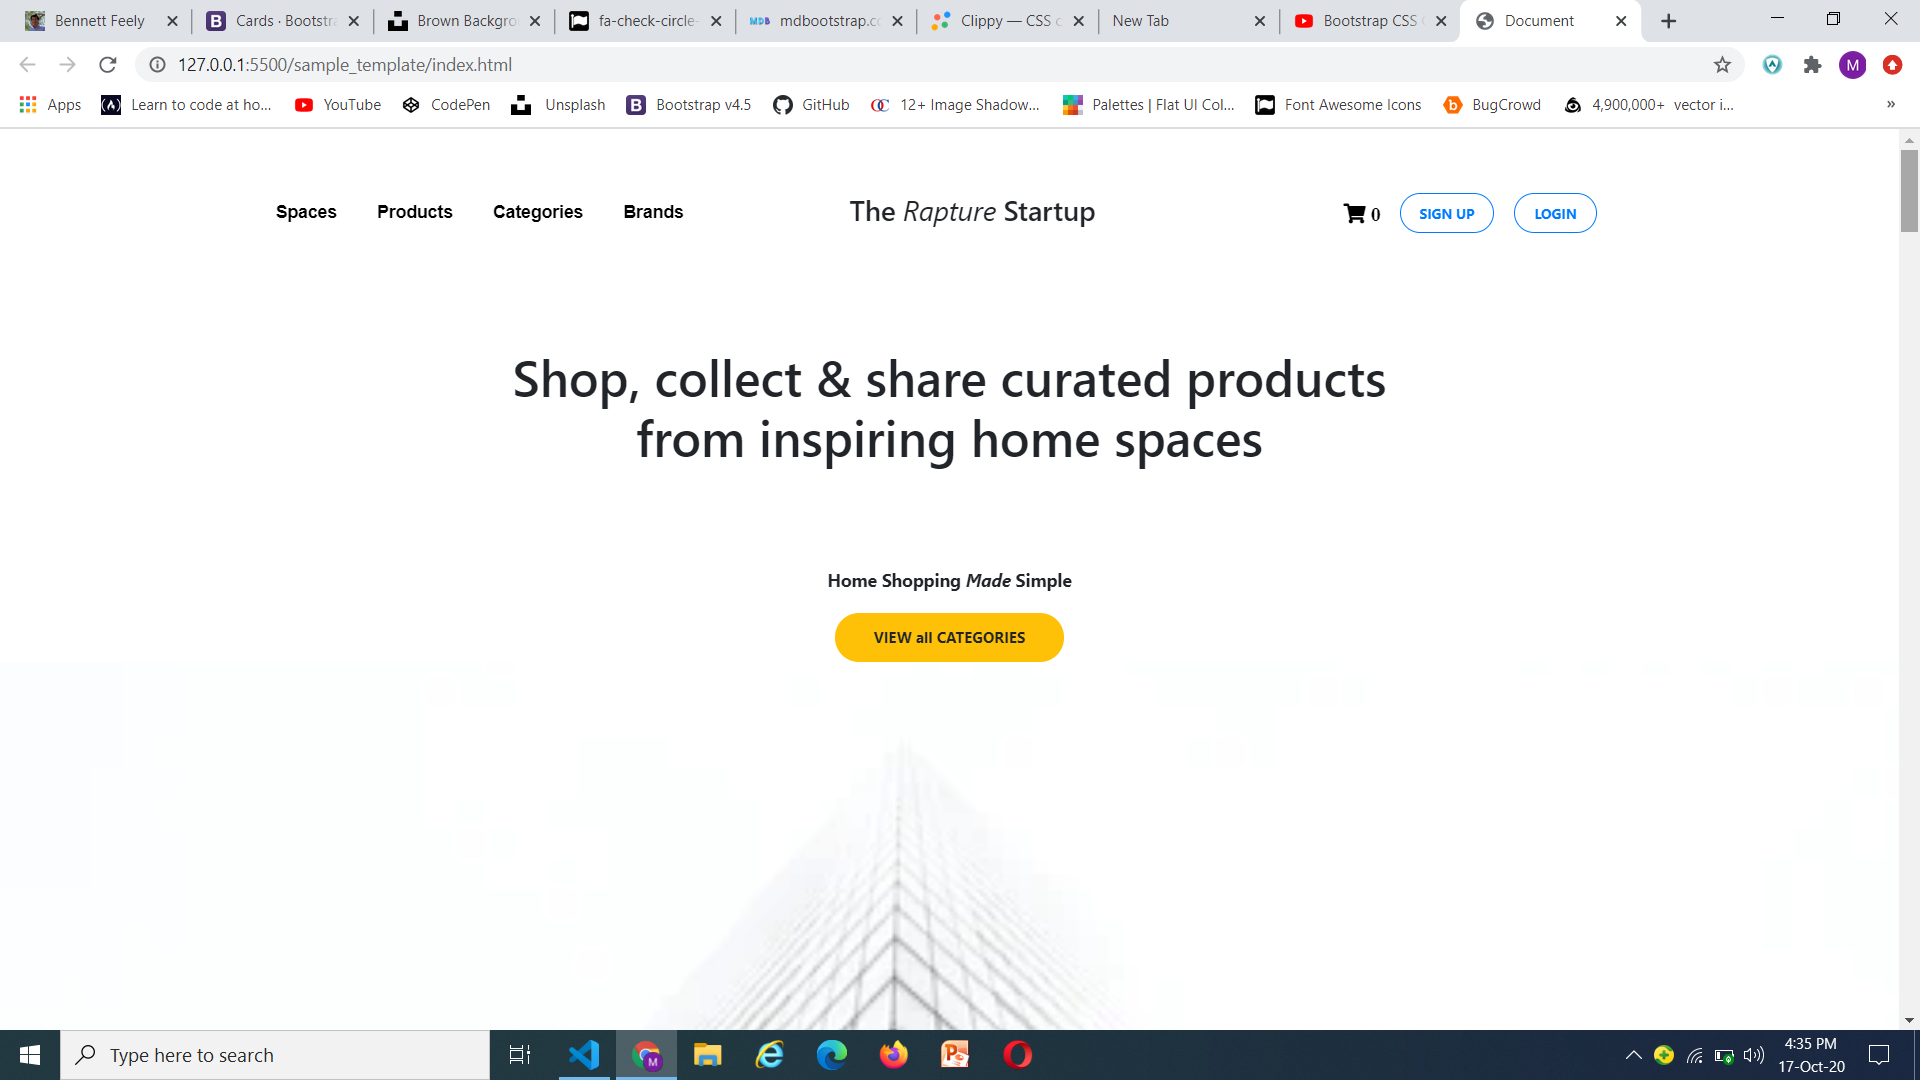 Bennett Feely
Cards · Bootstra
Brown Backgro
fa-check-circle-
MDB mdbootstrap.c
Clippy — CSS c
New Tab
Bootstrap CSS
Document
127.0.0.1:5500/sample_template/index.html
M
Apps
Learn to code at ho...
YouTube
CodePen
Unsplash
B Bootstrap v4.5
GitHub
12+ Image Shadow...
Palettes | Flat UI Col...
Font Awesome Icons
BugCrowd
4,900,000+ vector i...
»
Spaces
Products
Categories
Brands
The Rapture Startup
0
SIGN UP
LOGIN
Shop, collect & share curated products
from inspiring home spaces
Home Shopping Made Simple
VIEW all CATEGORIES
Type here to search
4:35 PM
17-Oct-20